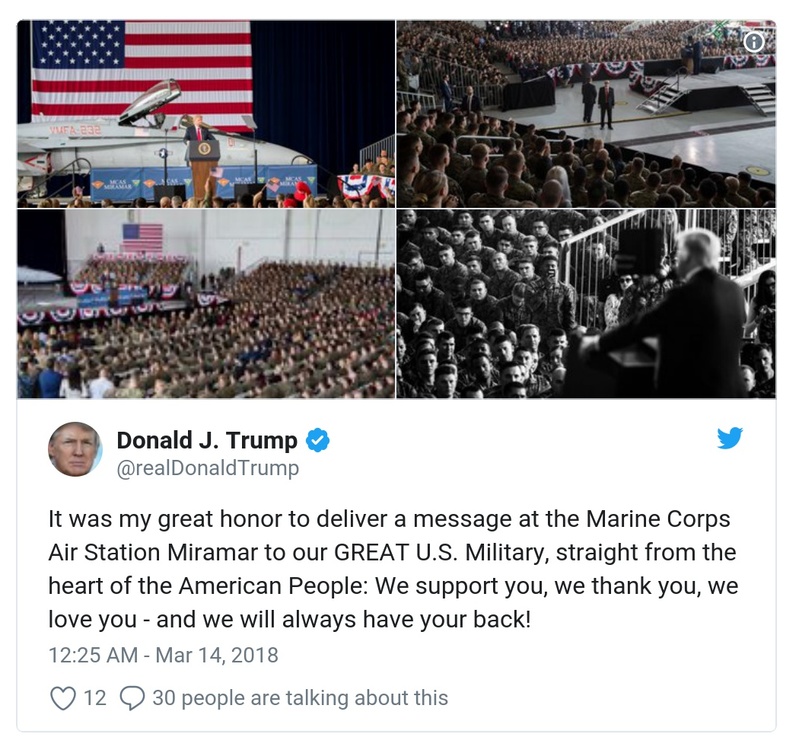 MCAS
MIRAMAR
Donald J. Trump
@realDonaldTrump
It was my great honor to deliver a message at the Marine Corps
Air Station Miramar to our GREAT U.S. Military, straight from the
heart of the American People: We support you, we thank you, we
love you - and we will always have your back!
12:25 AM - Mar 14, 2018
12 30 people are talking about this